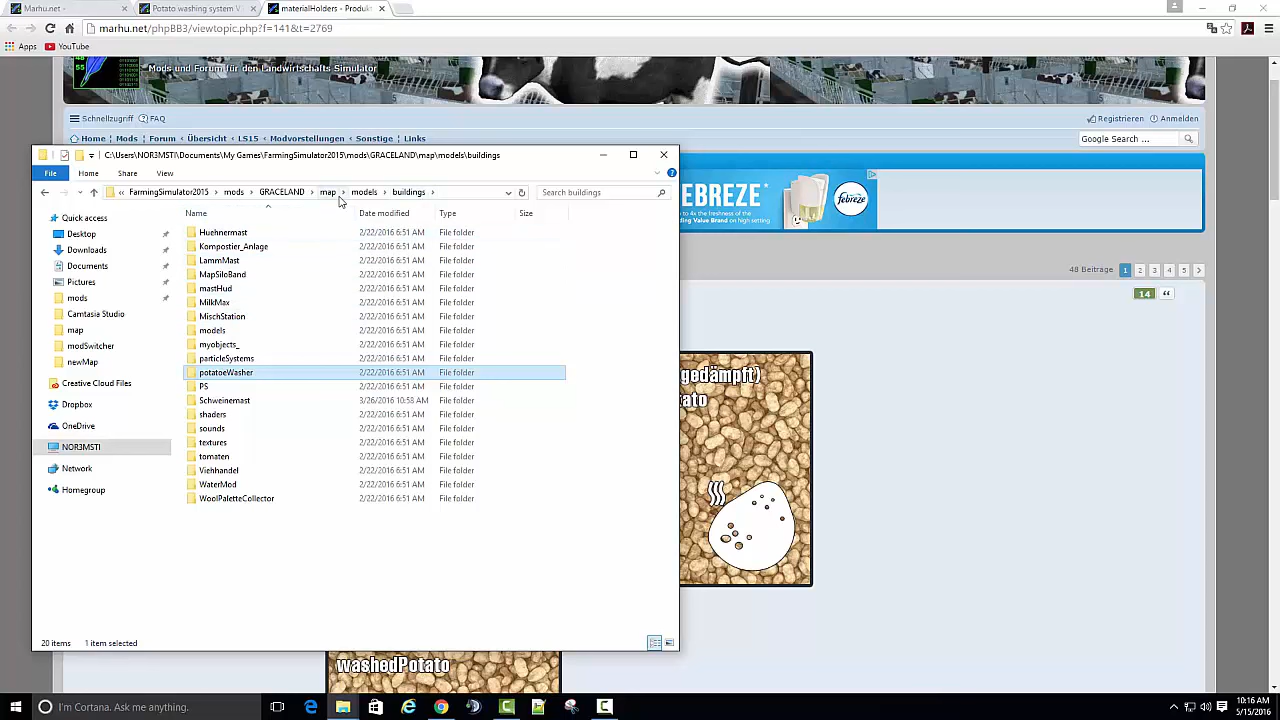 Marhu.net -
Potato washing system V
materialHolders - Produkt
marhu.net/phpBB3/viewtopic.php?f=141&t=2769
Apps
YouTube
Mods und Forum für den Landwirtschafts Simulator
Schnellzugriff
FAQ
Registrieren
Anmelden
Home ¦ Mods ¦ Forum ‹ Übersicht ‹ LS15 ‹ Modvorstellungen ‹ Sonstige ¦ Links
Google Search ...
C:\Users\NOR3MSTI\Documents\My Games\FarmingSimulator2015\mods\GRACELAND\map\models\buildings
File
Home
Share
View
FarmingSimulator2015 > mods > GRACELAND > map > models > buildings >
Search buildings
EBREZE
febreze
48 Beiträge
1
2
3
4
5
14
Name
Date modified
Type
Size
Quick access
Desktop
Downloads
Documents
Pictures
mods
Camtasia Studio
map
modSwitcher
newMap
Creative Cloud Files
Dropbox
OneDrive
NOR3MSTI
Network
Homegroup
Huehnermast 2/22/2016 6:51 AM File folder
Kompostier_Anlage 2/22/2016 6:51 AM File folder
LammMast 2/22/2016 6:51 AM File folder
MapSiloBand 2/22/2016 6:51 AM File folder
mastHud 2/22/2016 6:51 AM File folder
MilkMax 2/22/2016 6:51 AM File folder
MischStation 2/22/2016 6:51 AM File folder
models 2/22/2016 6:51 AM File folder
myobjects_ 2/22/2016 6:51 AM File folder
particleSystems 2/22/2016 6:51 AM File folder
potatoeWasher 2/22/2016 6:51 AM File folder
PS 2/22/2016 6:51 AM File folder
Schweinemast 3/26/2016 10:58 AM File folder
shaders 2/22/2016 6:51 AM File folder
sounds 2/22/2016 6:51 AM File folder
textures 2/22/2016 6:51 AM File folder
tomaten 2/22/2016 6:51 AM File folder
Viehhandel 2/22/2016 6:51 AM File folder
WaterMod 2/22/2016 6:51 AM File folder
WoolPaletteCollector 2/22/2016 6:51 AM File folder
gedämpft)
tato
20 items
1 item selected
washedPotato
I'm Cortana. Ask me anything.
10:16 AM
5/15/2016